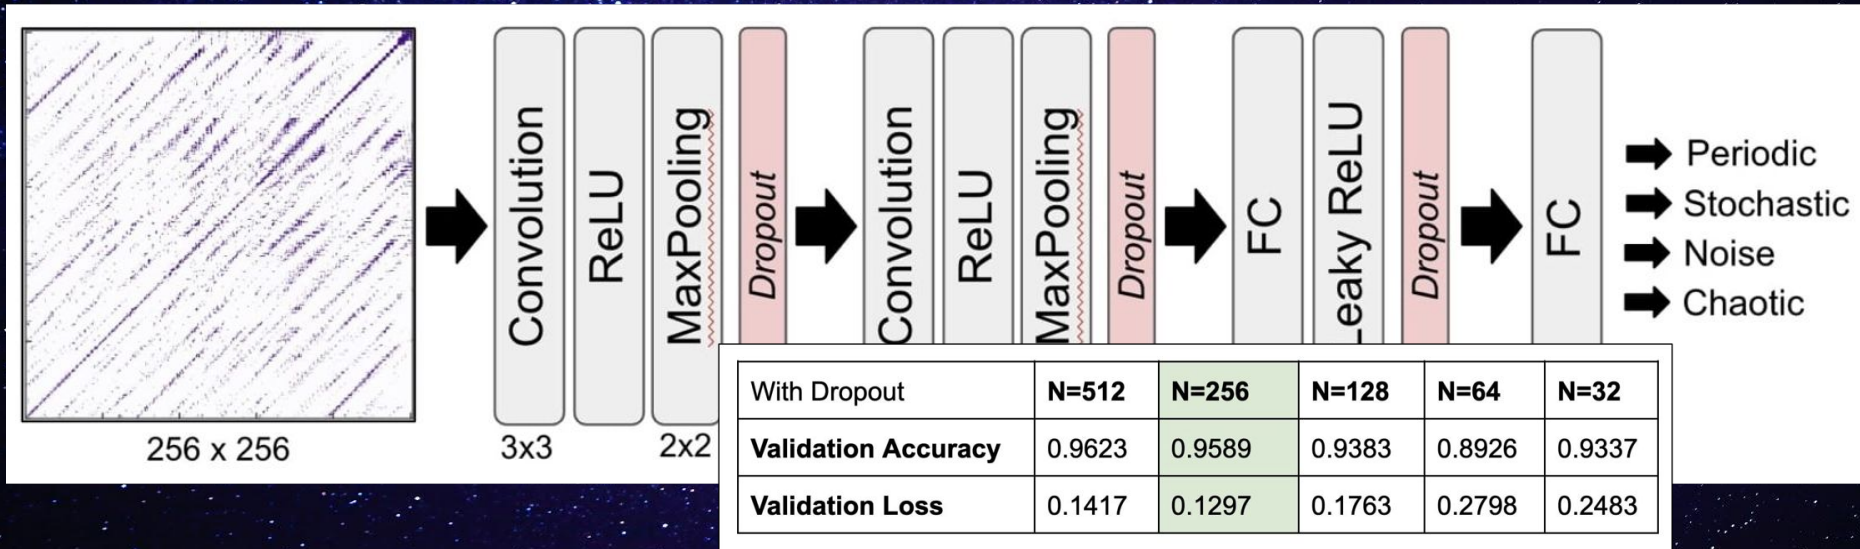 256 x 256
Convolution
ReLU
MaxPooling
Dropout
3x3
2x2
Convolution
ReLU
MaxPooling
Dropout
FC
Leaky ReLU
Dropout
FC
Periodic
Stochastic
Noise
Chaotic
With Dropout N=512 N=256 N=128 N=64 N=32
Validation Accuracy 0.9623 0.9589 0.9383 0.8926 0.9337
Validation Loss 0.1417 0.1297 0.1763 0.2798 0.2483